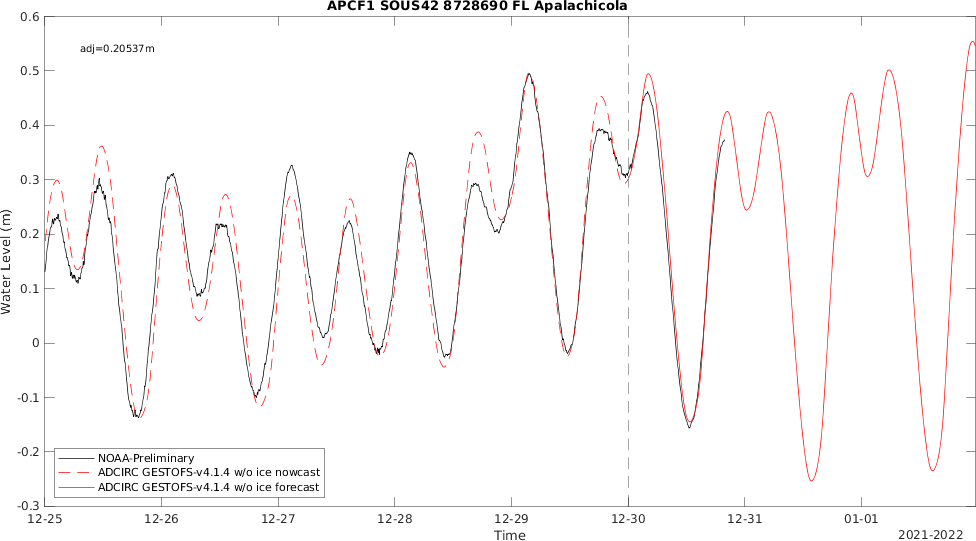 APCF1 SOUS42 8728690 FL Apalachicola
adj=0.20537m
0.6
0.5
0.4
0.3
0.2
0.1
0
-0.1
-0.2
-0.3
Water Level (m)
NOAA-Preliminary
ADCIRC GESTOFS-v4.1.4 w/o ice nowcast
ADCIRC GESTOFS-v4.1.4 w/o ice forecast
12-25 12-26 12-27 12-28 12-29 12-30 12-31 01-01
Time
2021-2022